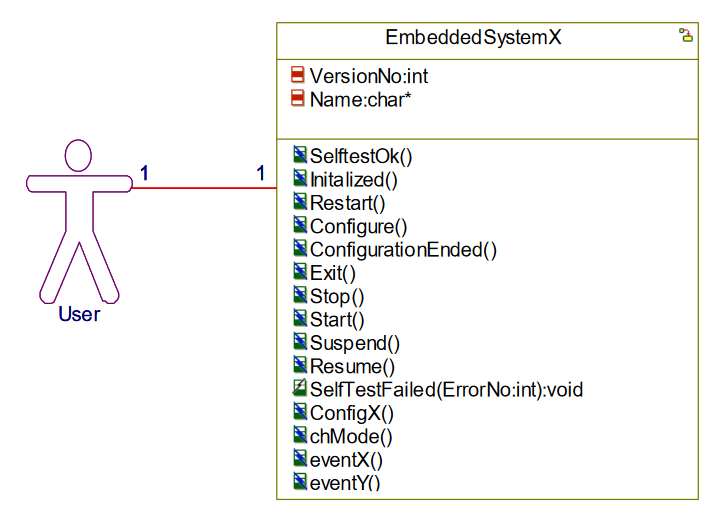 EmbeddedSystemX
VersionNo:int
Name:char*
1
1
User
SelftestOk()
Initalized()
Restart()
Configure()
ConfigurationEnded()
Exit()
Stop()
Start()
Suspend()
Resume()
SelfTestFailed(ErrorNo:int):void
ConfigX()
chMode()
eventX()
eventY()